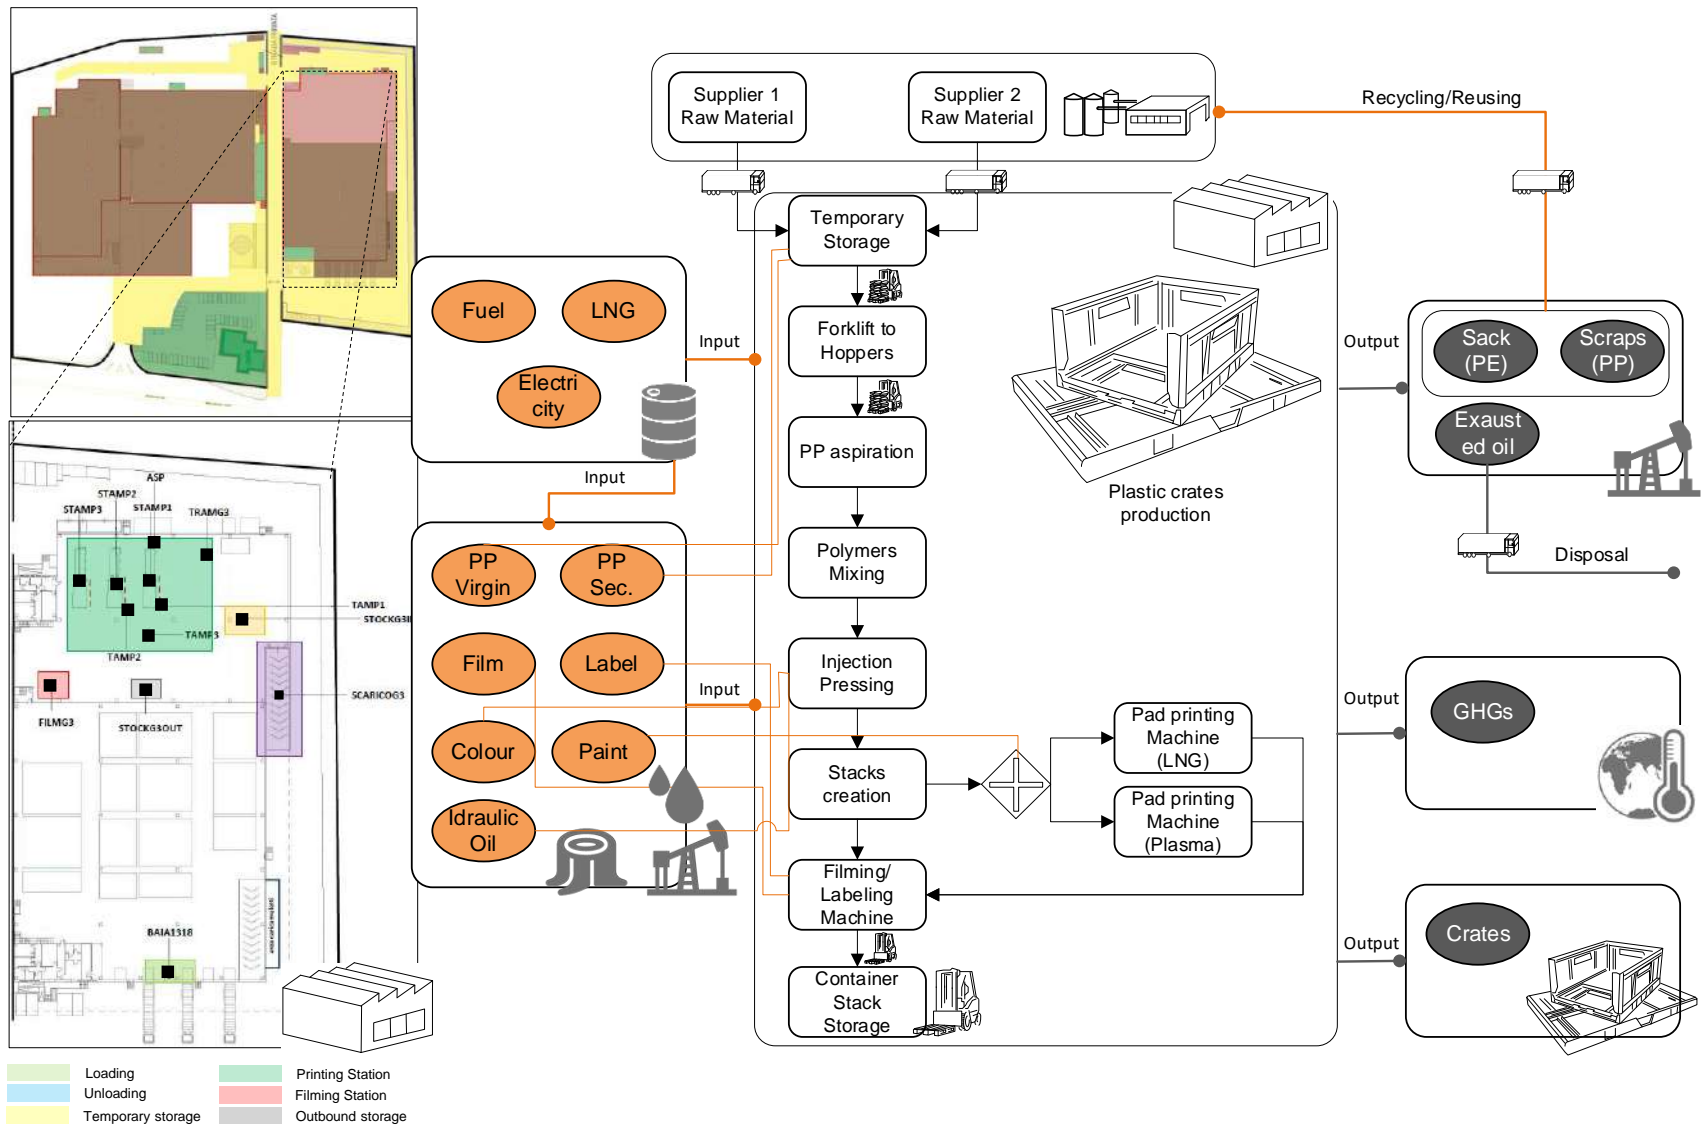 Supplier 1
Raw Material
Supplier 2
Raw Material
Recycling/Reusing
Temporary
Storage
Forklift to
Hoppers
PP aspiration
Polymers
Mixing
Injection
Pressing
Stacks
creation
Filming/
Labeling
Machine
Container
Stack
Storage
Pad printing
Machine
(LNG)
Pad printing
Machine
(Plasma)
Plastic crates
production
Fuel
LNG
Electri
city
Input
Input
Input
PP
Virgin
PP
Sec.
Film
Label
Colour
Paint
Idraulic
Oil
Output
Sack
(PE)
Scraps
(PP)
Exaust
ed oil
Disposal
Output
GHGs
Output
Crates
ASP
STAMP2
STAMP3
STAMP1
TRAMG3
TAMP1
STOCKG3I
TAMP3
TAMP2
SCARICOG3
FILMG3
STOCKG3OUT
BAIA1318
Loading
Unloading
Temporary storage
Printing Station
Filming Station
Outbound storage